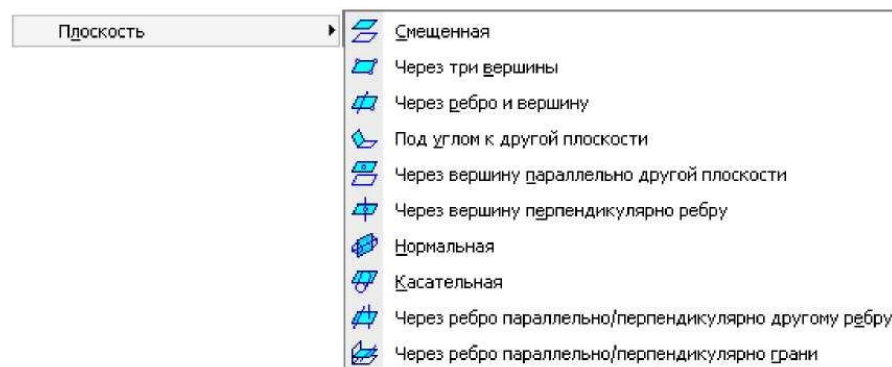 Плоскость
Смещенная
Через три вершины
Через ребро и вершину
Под углом к другой плоскости
Через вершину параллельно другой плоскости
Через вершину перпендикулярно ребру
Нормальная
Касательная
Через ребро параллельно/перпендикулярно другому ребру
Через ребро параллельно/перпендикулярно грани